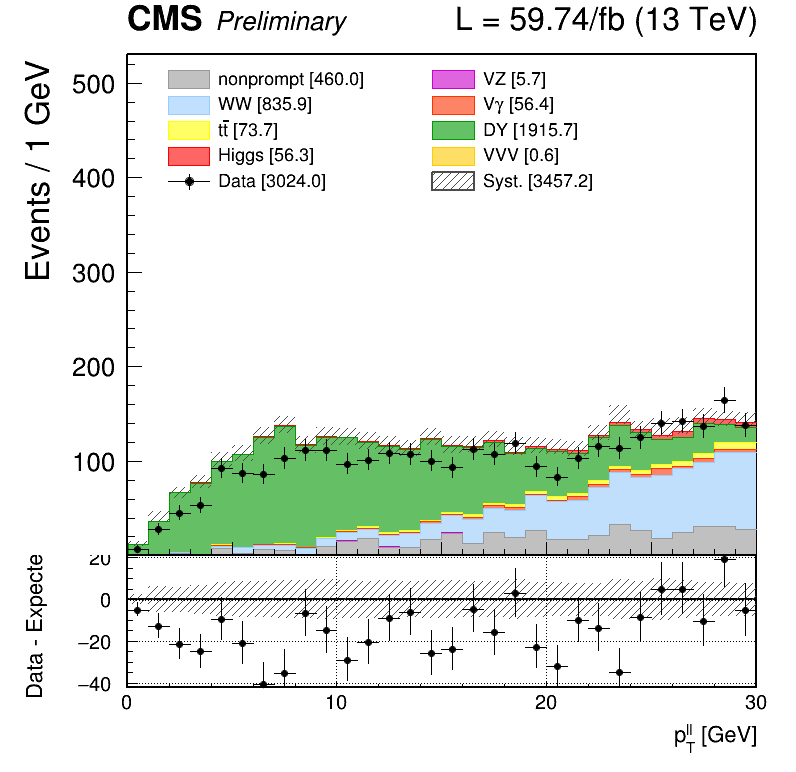 CMS Preliminary L = 59.74/fb (13 TeV)
Events / 1 GeV
500
400
300
200
100
nonprompt [460.0]
WW [835.9]
tt̄ [73.7]
Higgs [56.3]
Data [3024.0]
VZ [5.7]
Vγ [56.4]
DY [1915.7]
VVV [0.6]
Syst. [3457.2]
Data - Expecte
20
0
−20
−40
0 10 20 30
p_T^ll [GeV]